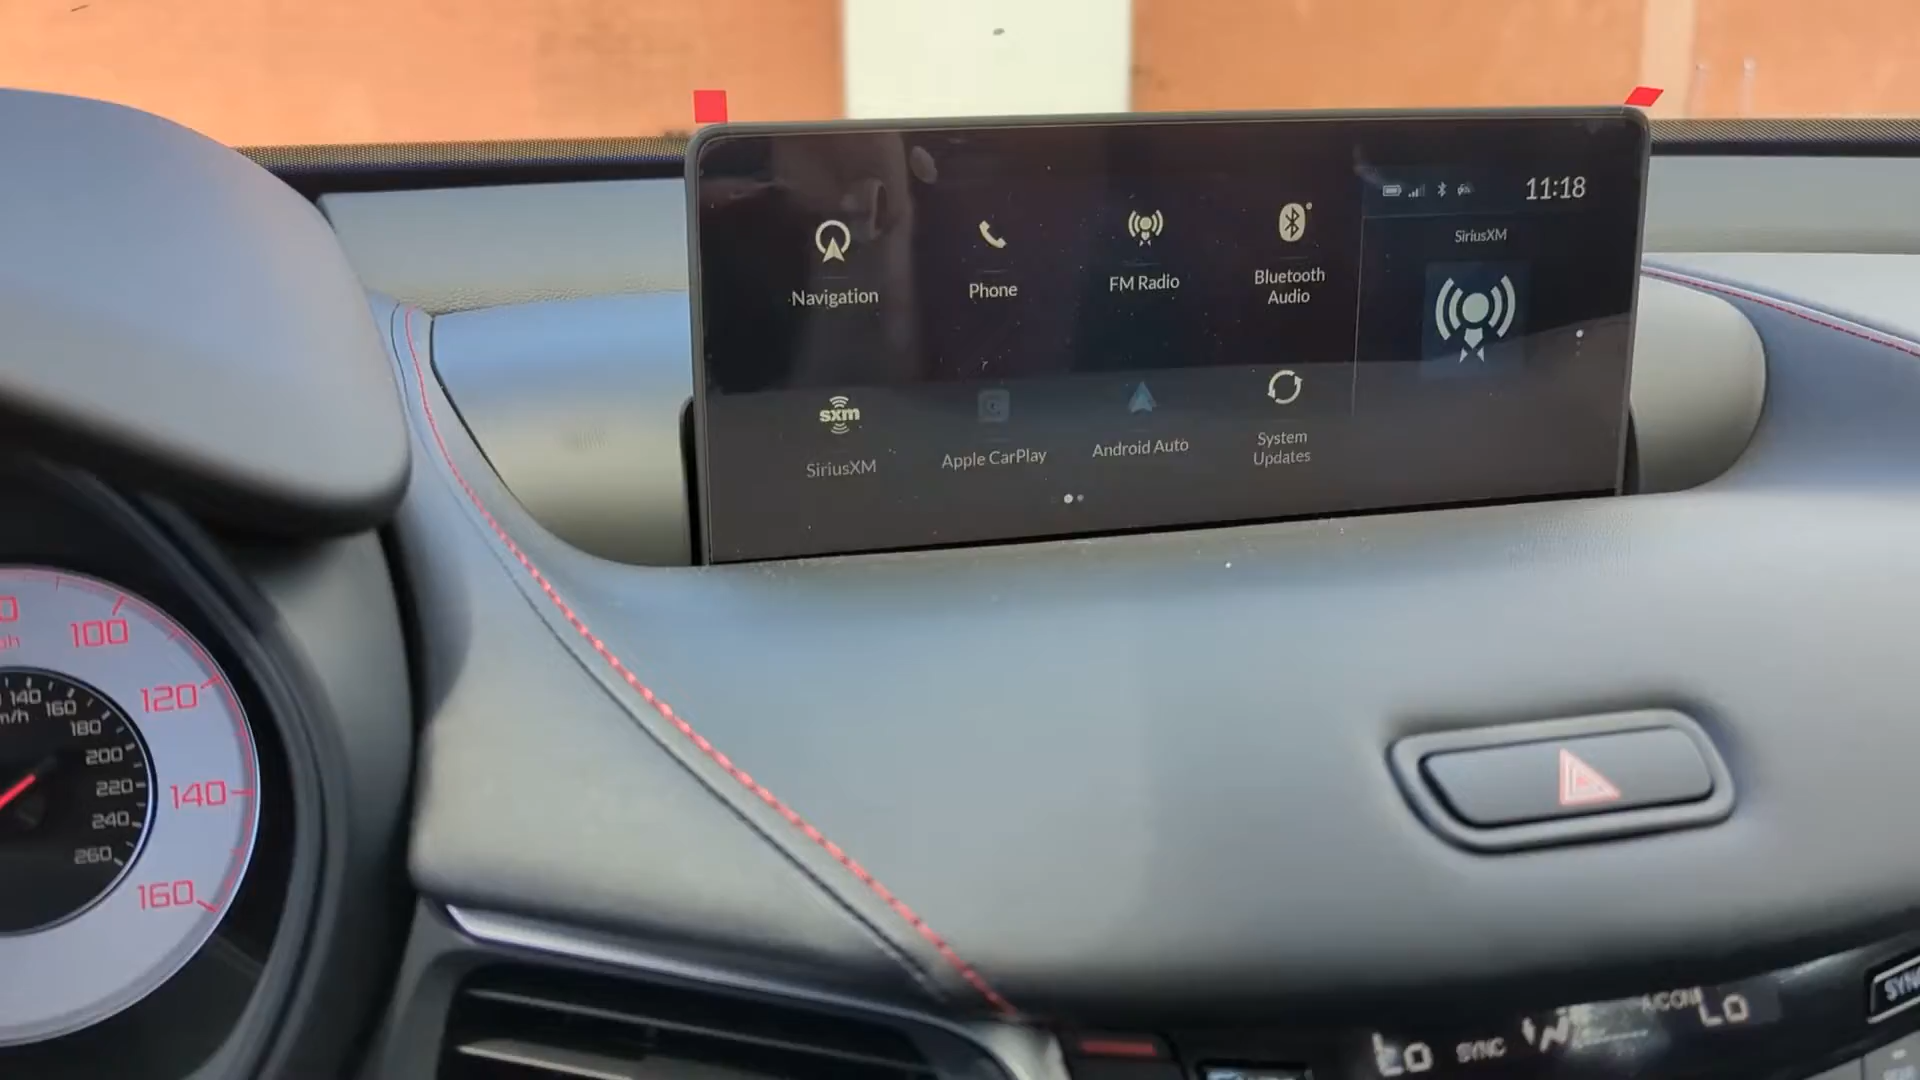 11:18
SiriusXM
Navigation
Phone
FM Radio
Bluetooth
Audio
sxm
SiriusXM
Apple CarPlay
Android Auto
System
Updates
100
120
140
160
140
160
180
200
220
240
260
Lo
SYNC
A/C ON
Lo